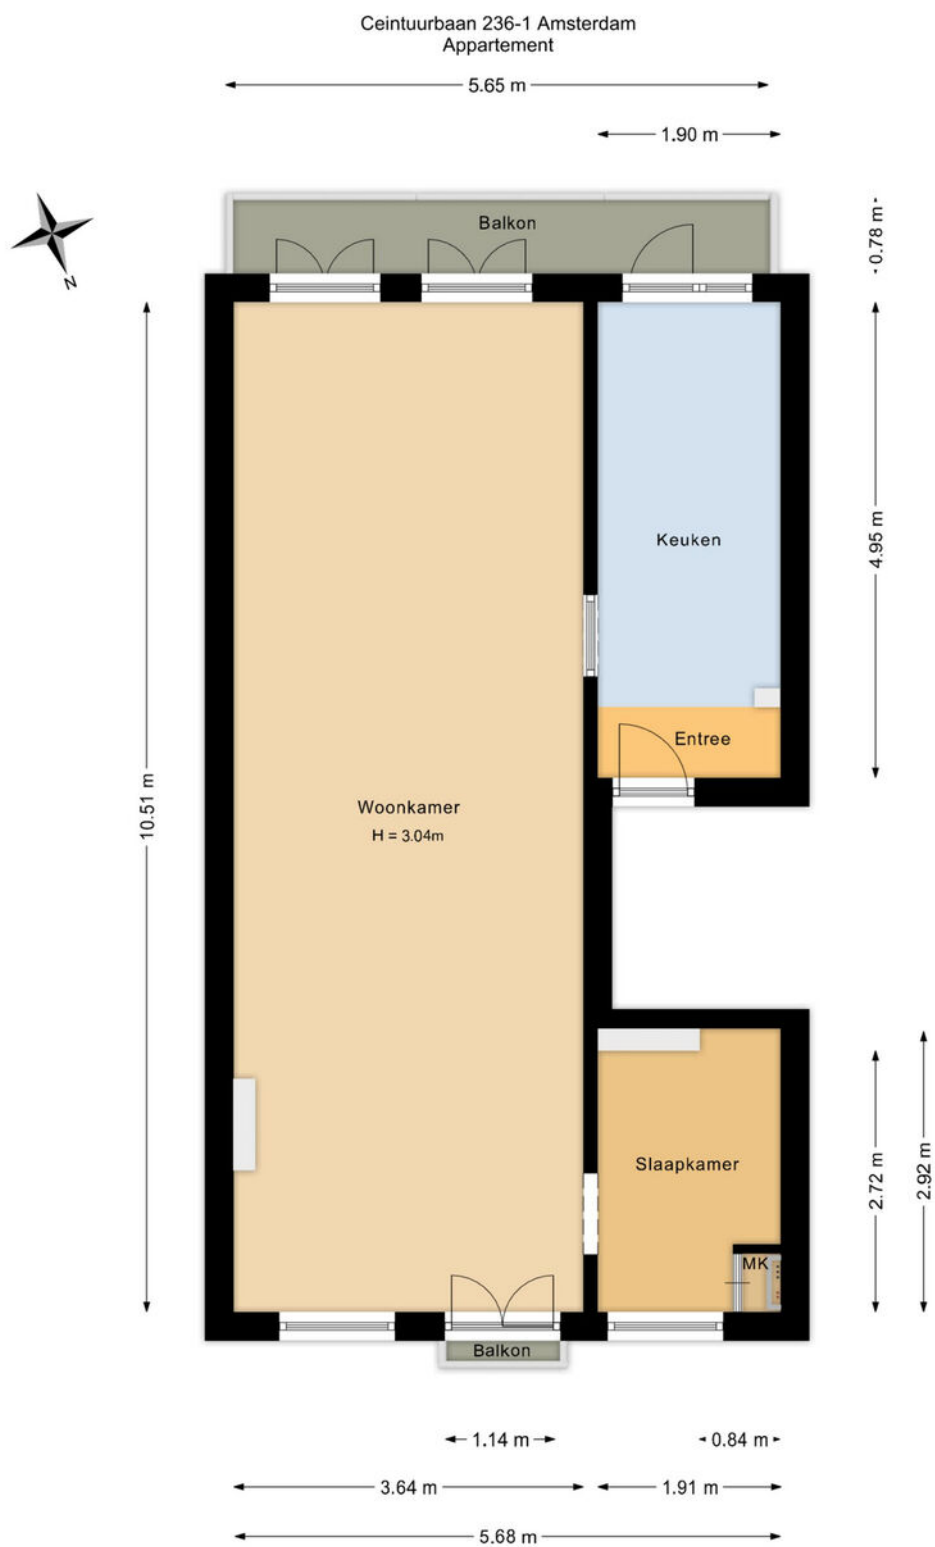 Ceintuurbaan 236-1 Amsterdam
Appartement
5.65 m
1.90 m
N
Balkon
0.78 m
Keuken
4.95 m
Entree
10.51 m
Woonkamer
H = 3.04m
Slaapkamer
2.72 m
2.92 m
MK
Balkon
1.14 m
0.84 m
3.64 m
1.91 m
5.68 m